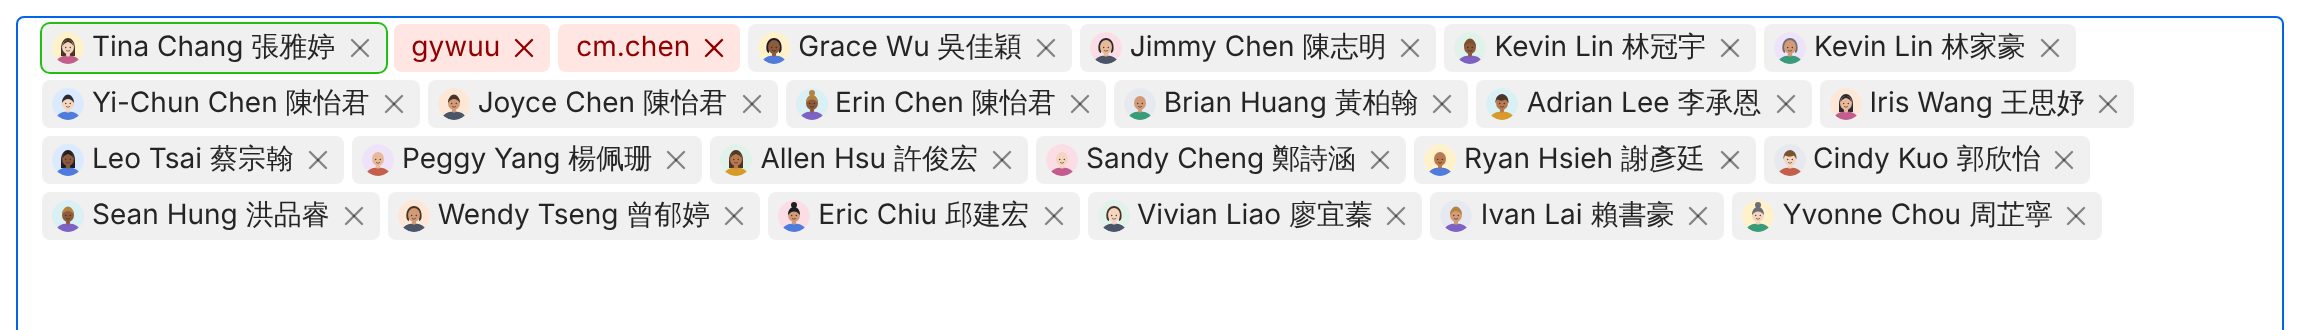 Tina Chang 張雅婷 gywuu cm.chen Grace Wu 吳佳穎 Jimmy Chen 陳志明 Kevin Lin 林冠宇 Kevin Lin 林家豪
Yi-Chun Chen 陳怡君 Joyce Chen 陳怡君 Erin Chen 陳怡君 Brian Huang 黃柏翰 Adrian Lee 李承恩 Iris Wang 王思妤
Leo Tsai 蔡宗翰 Peggy Yang 楊佩珊 Allen Hsu 許俊宏 Sandy Cheng 鄭詩涵 Ryan Hsieh 謝彥廷 Cindy Kuo 郭欣怡
Sean Hung 洪品睿 Wendy Tseng 曾郁婷 Eric Chiu 邱建宏 Vivian Liao 廖宜蓁 Ivan Lai 賴書豪 Yvonne Chou 周芷寧